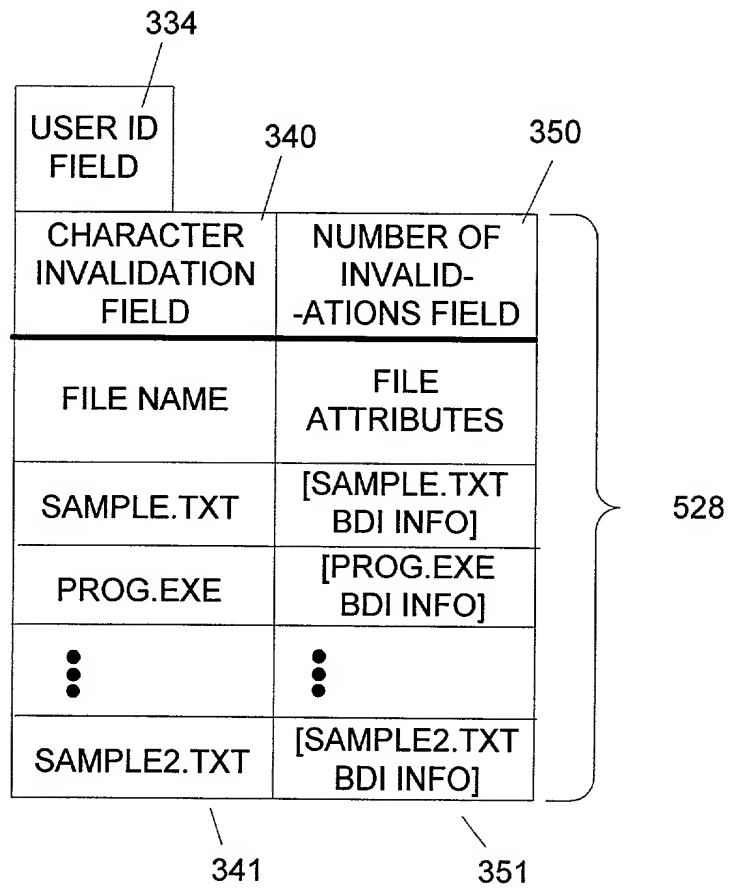 334
USER ID
FIELD
340
350
CHARACTER
INVALIDATION
FIELD
NUMBER OF
INVALID-
-ATIONS FIELD
FILE NAME
FILE
ATTRIBUTES
SAMPLE.TXT
[SAMPLE.TXT
BDI INFO]
528
PROG.EXE
[PROG.EXE
BDI INFO]
SAMPLE2.TXT
[SAMPLE2.TXT
BDI INFO]
341
351